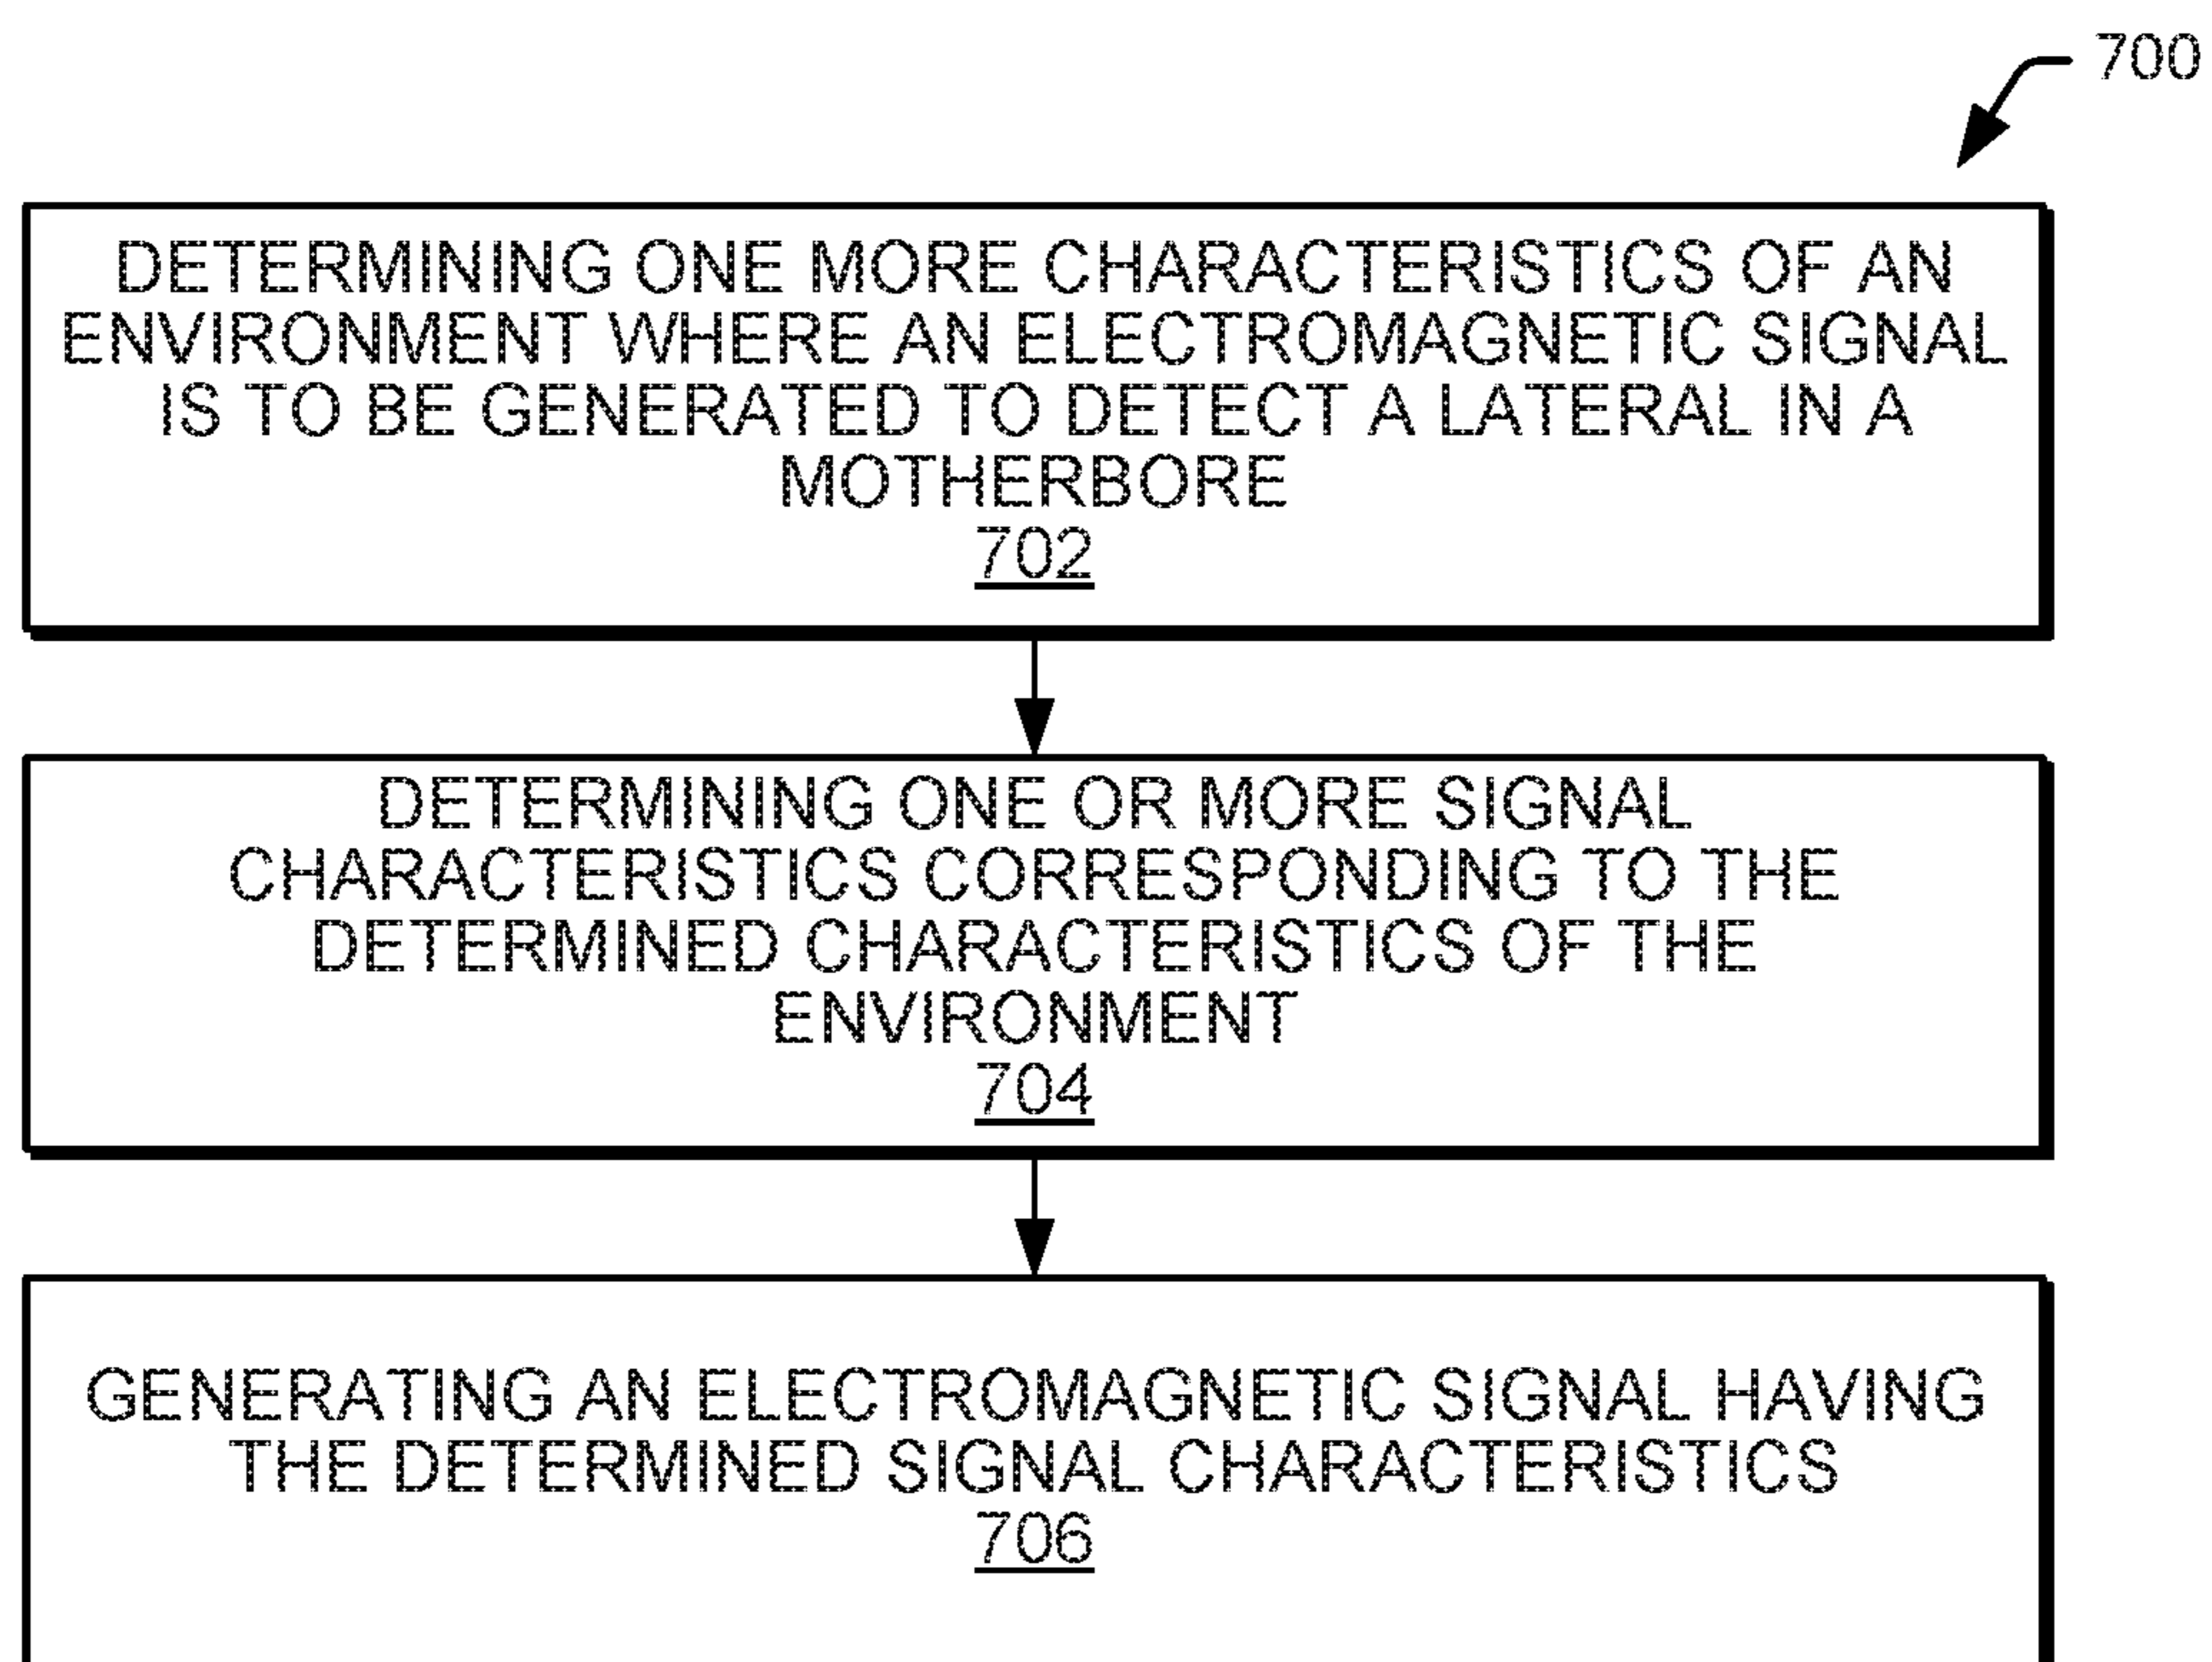 700
DETERMINING ONE MORE CHARACTERISTICS OF AN
ENVIRONMENT WHERE AN ELECTROMAGNETIC SIGNAL
IS TO BE GENERATED TO DETECT A LATERAL IN A
MOTHERBORE
702
DETERMINING ONE OR MORE SIGNAL
CHARACTERISTICS CORRESPONDING TO THE
DETERMINED CHARACTERISTICS OF THE
ENVIRONMENT
704
GENERATING AN ELECTROMAGNETIC SIGNAL HAVING
THE DETERMINED SIGNAL CHARACTERISTICS
706